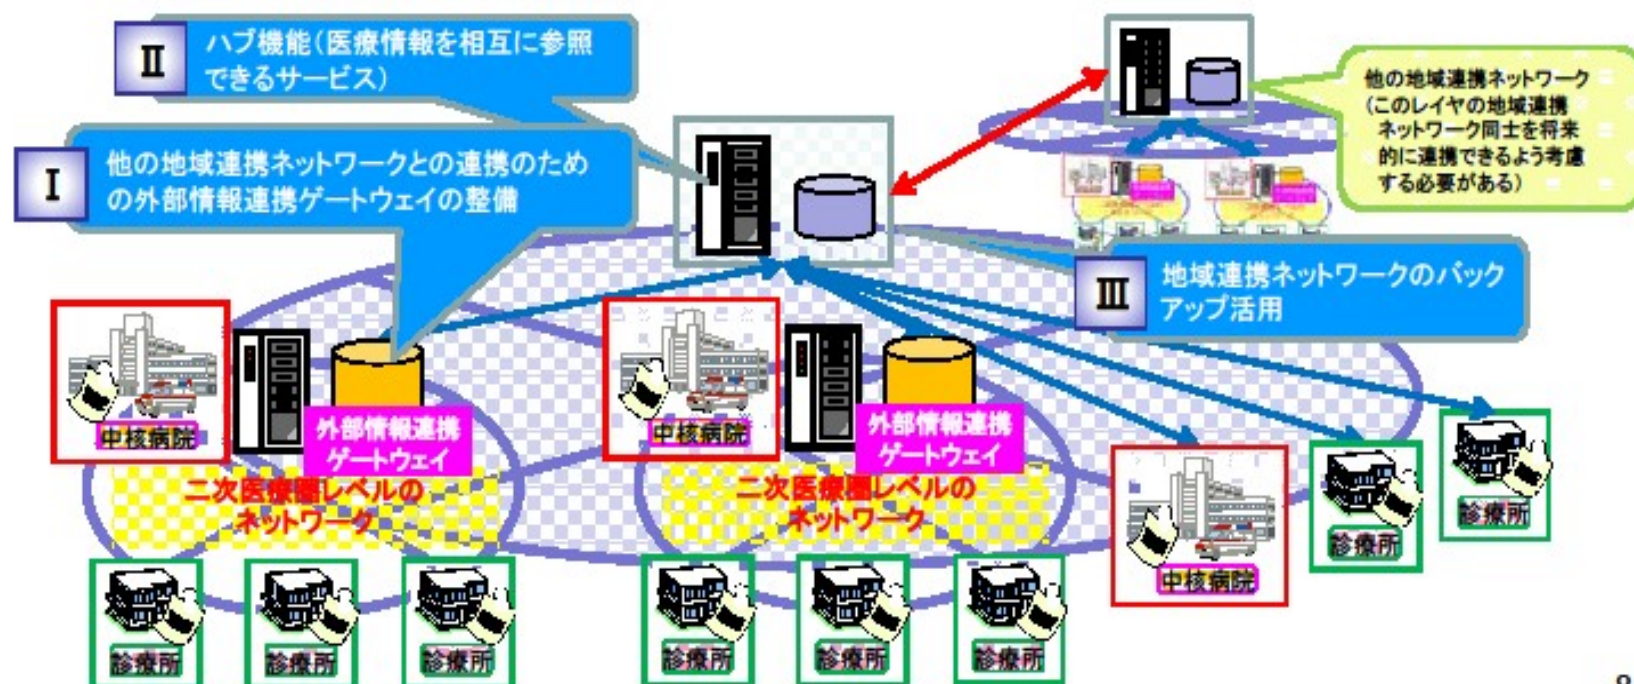 Ⅱ
ハブ機能(医療情報を相互に参照
できるサービス)
Ⅰ
他の地域連携ネットワークとの連携のため
の外部情報連携ゲートウェイの整備
他の地域連携ネットワーク
(このレイヤの地域連携
ネットワーク同士を将来
的に連携できるよう考慮
する必要がある)
Ⅲ
地域連携ネットワークのバック
アップ活用
中核病院
外部情報連携
ゲートウェイ
二次医療圏レベルの
ネットワーク
中核病院
外部情報連携
ゲートウェイ
二次医療圏レベルの
ネットワーク
中核病院
診療所
診療所
診療所
診療所
診療所
診療所
診療所
診療所